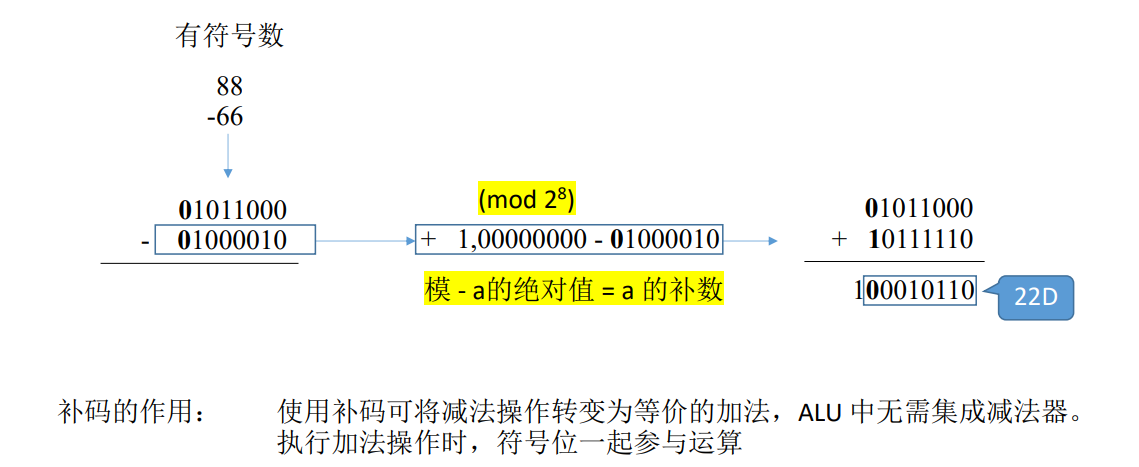 有符号数
88
-66
01011000
- 01000010
(mod 2⁸)
+ 1,00000000 - 01000010
模 - a的绝对值 = a 的补数
01011000
+ 10111110
100010110
22D
补码的作用：
使用补码可将减法操作转变为等价的加法，ALU 中无需集成减法器。
执行加法操作时，符号位一起参与运算